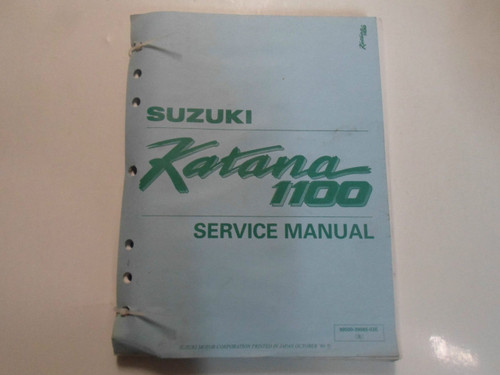 SUZUKI
Katana
1100
SERVICE MANUAL